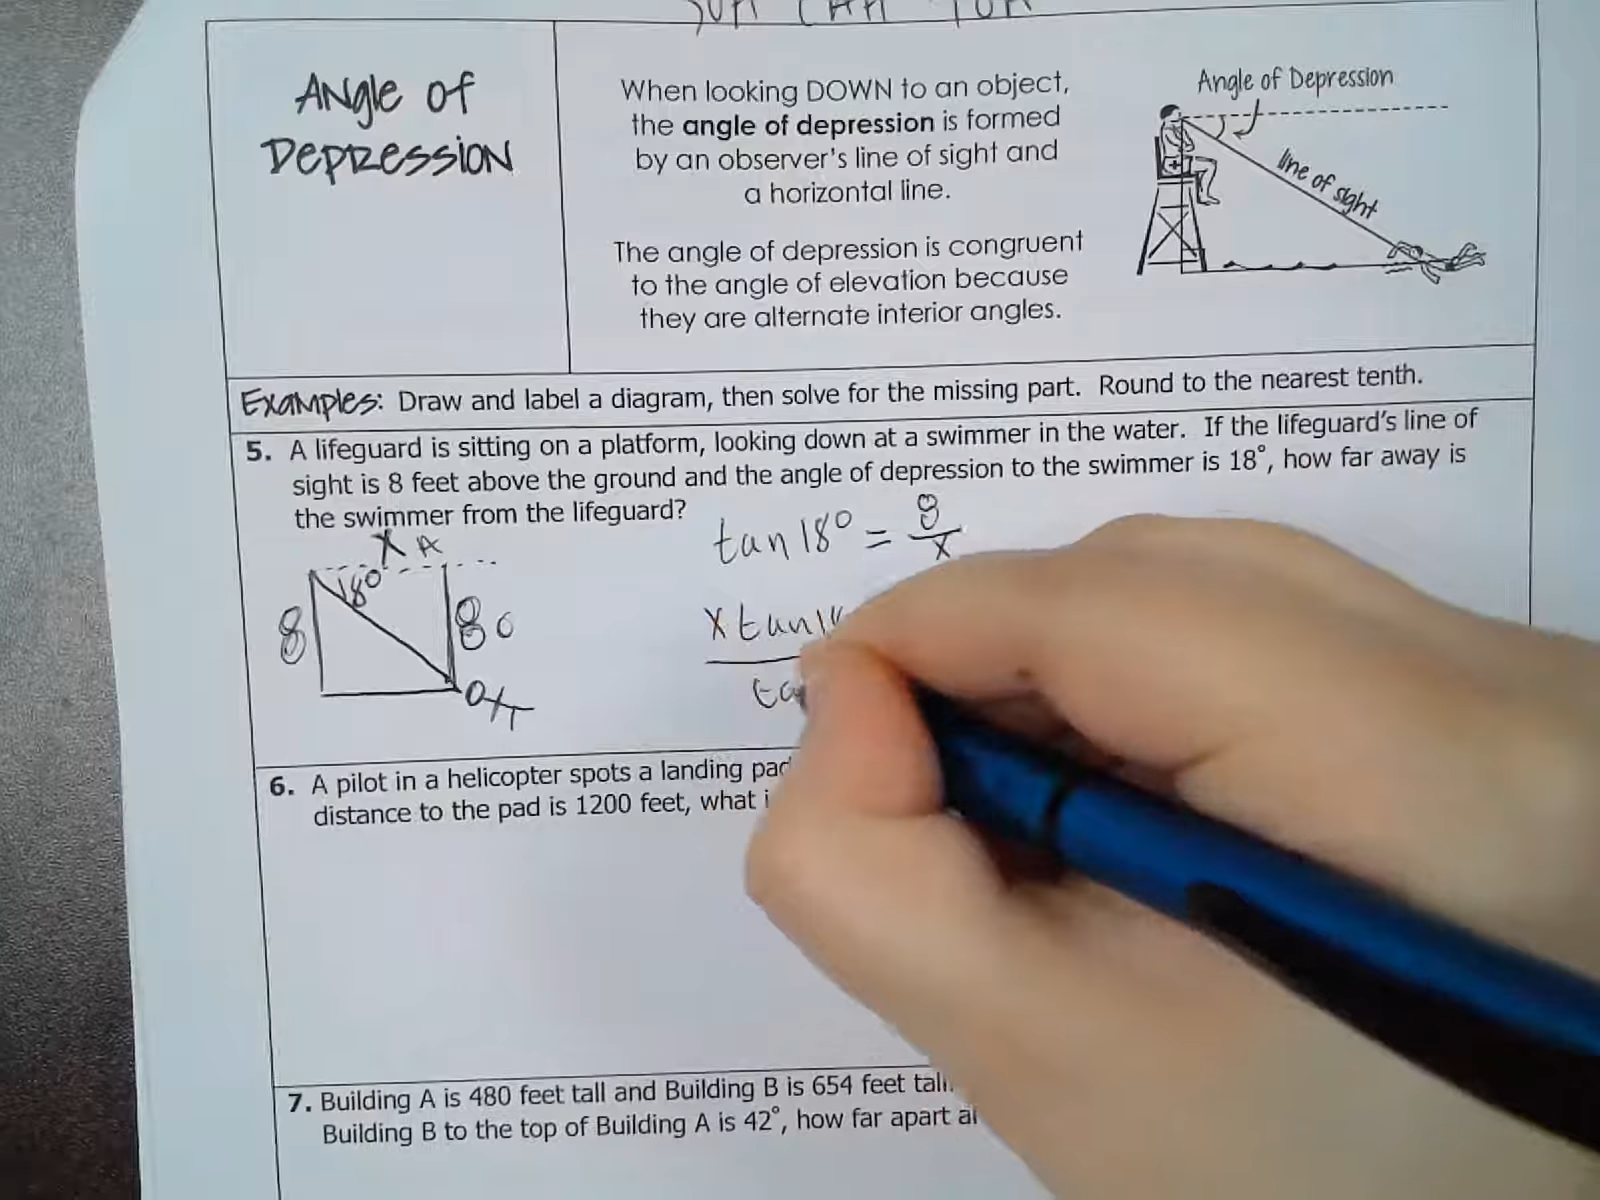 Angle of
Depression
When looking DOWN to an object,
the angle of depression is formed
by an observer's line of sight and
a horizontal line.
The angle of depression is congruent
to the angle of elevation because
they are alternate interior angles.
Angle of Depression
line of sight
Examples: Draw and label a diagram, then solve for the missing part. Round to the nearest tenth.
5. A lifeguard is sitting on a platform, looking down at a swimmer in the water. If the lifeguard's line of
sight is 8 feet above the ground and the angle of depression to the swimmer is 18°, how far away is
the swimmer from the lifeguard?
X A
18°
8
8 O
tan 18° = 8/x
x tan
6. A pilot in a helicopter spots a landing
distance to the pad is 1200 feet, what
7. Building A is 480 feet tall and Building B is 654 feet tall.
Building B to the top of Building A is 42°, how far apart